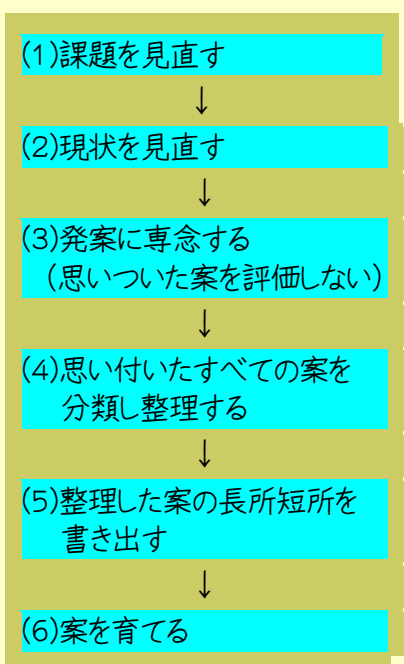 (1)課題を見直す
↓
(2)現状を見直す
↓
(3)発案に専念する
(思いついた案を評価しない)
↓
(4)思い付いたすべての案を
分類し整理する
↓
(5)整理した案の長所短所を
書き出す
↓
(6)案を育てる